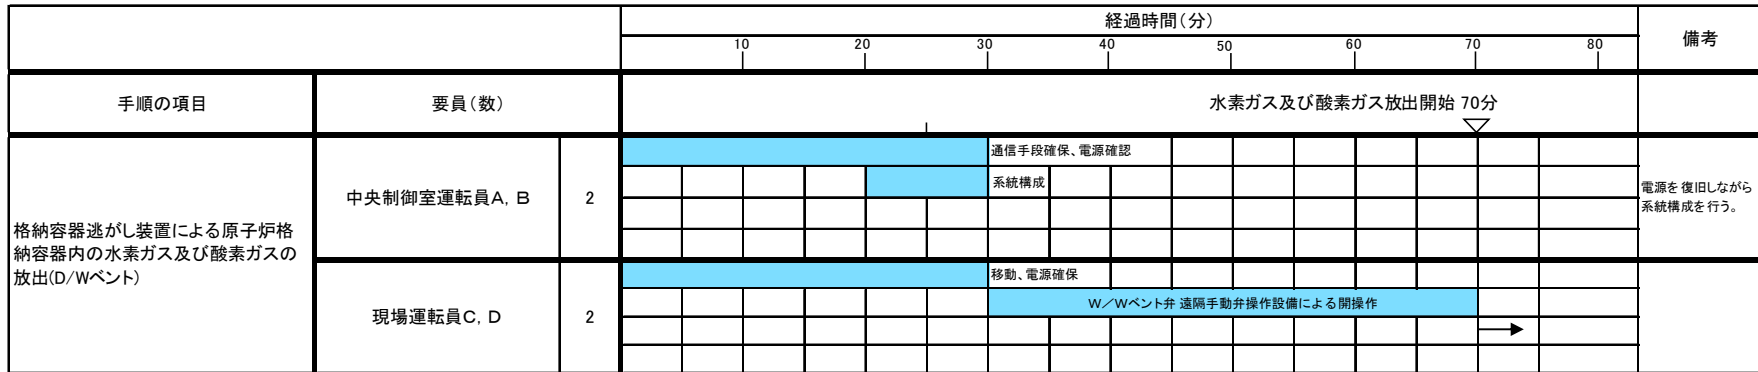 経過時間(分)
備考
10 20 30 40 50 60 70 80
手順の項目
要員(数)
水素ガス及び酸素ガス放出開始 70分
格納容器逃がし装置による原子炉格
納容器内の水素ガス及び酸素ガスの
放出(D/Wベント)
中央制御室運転員A, B
2
通信手段確保、電源確認
系統構成
電源を復旧しながら
系統構成を行う。
現場運転員C, D
2
移動、電源確保
W/Wベント弁 遠隔手動弁操作設備による開操作